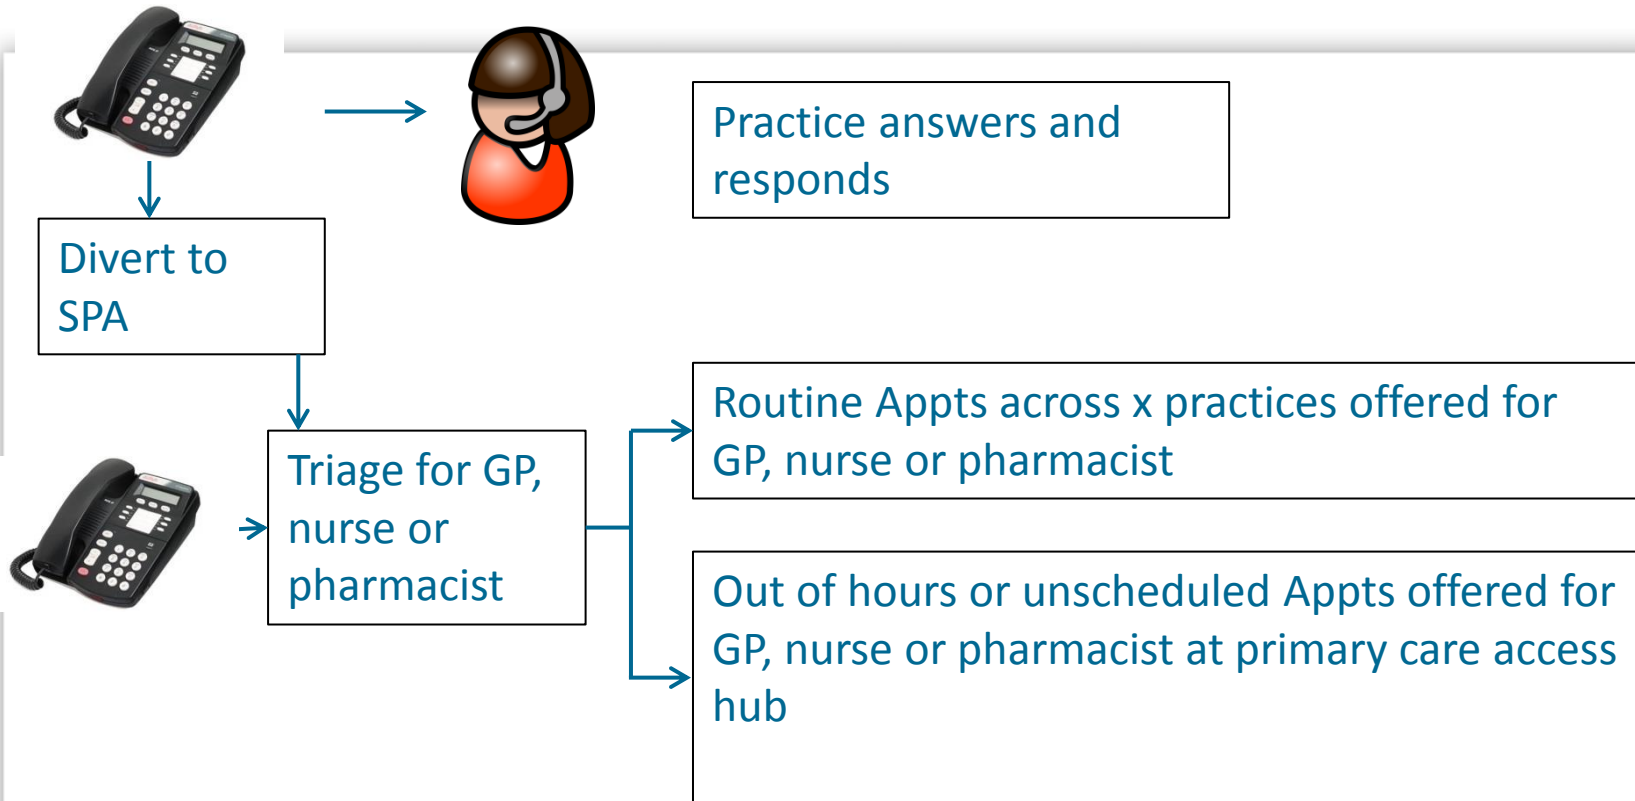 Practice answers and
responds
Divert to
SPA
Routine Appts across x practices offered for
GP, nurse or pharmacist
Triage for GP,
nurse or
pharmacist
Out of hours or unscheduled Appts offered for
GP, nurse or pharmacist at primary care access
hub